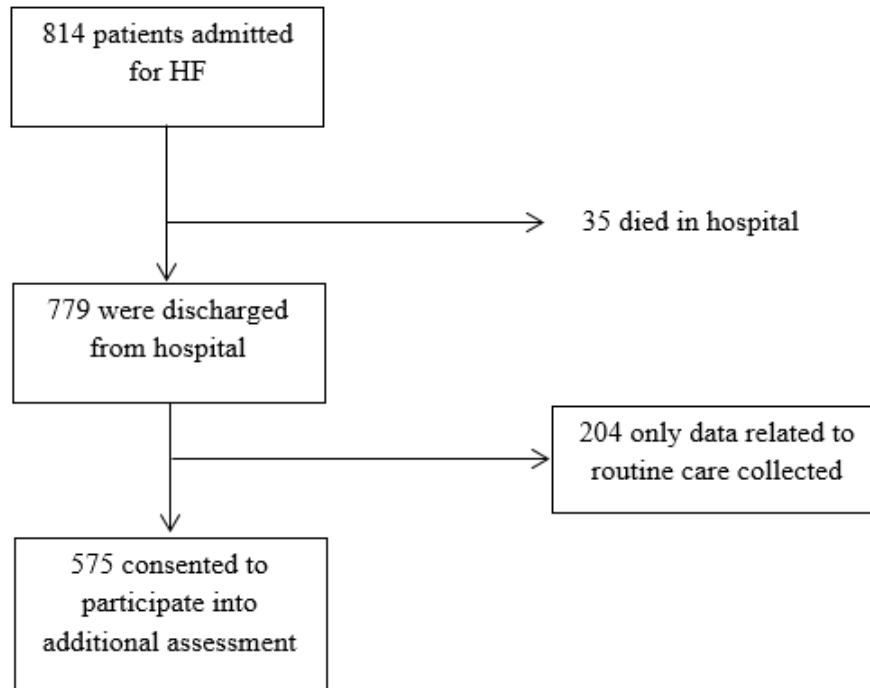 814 patients admitted
for HF
35 died in hospital
779 were discharged
from hospital
204 only data related to
routine care collected
575 consented to
participate into
additional assessment